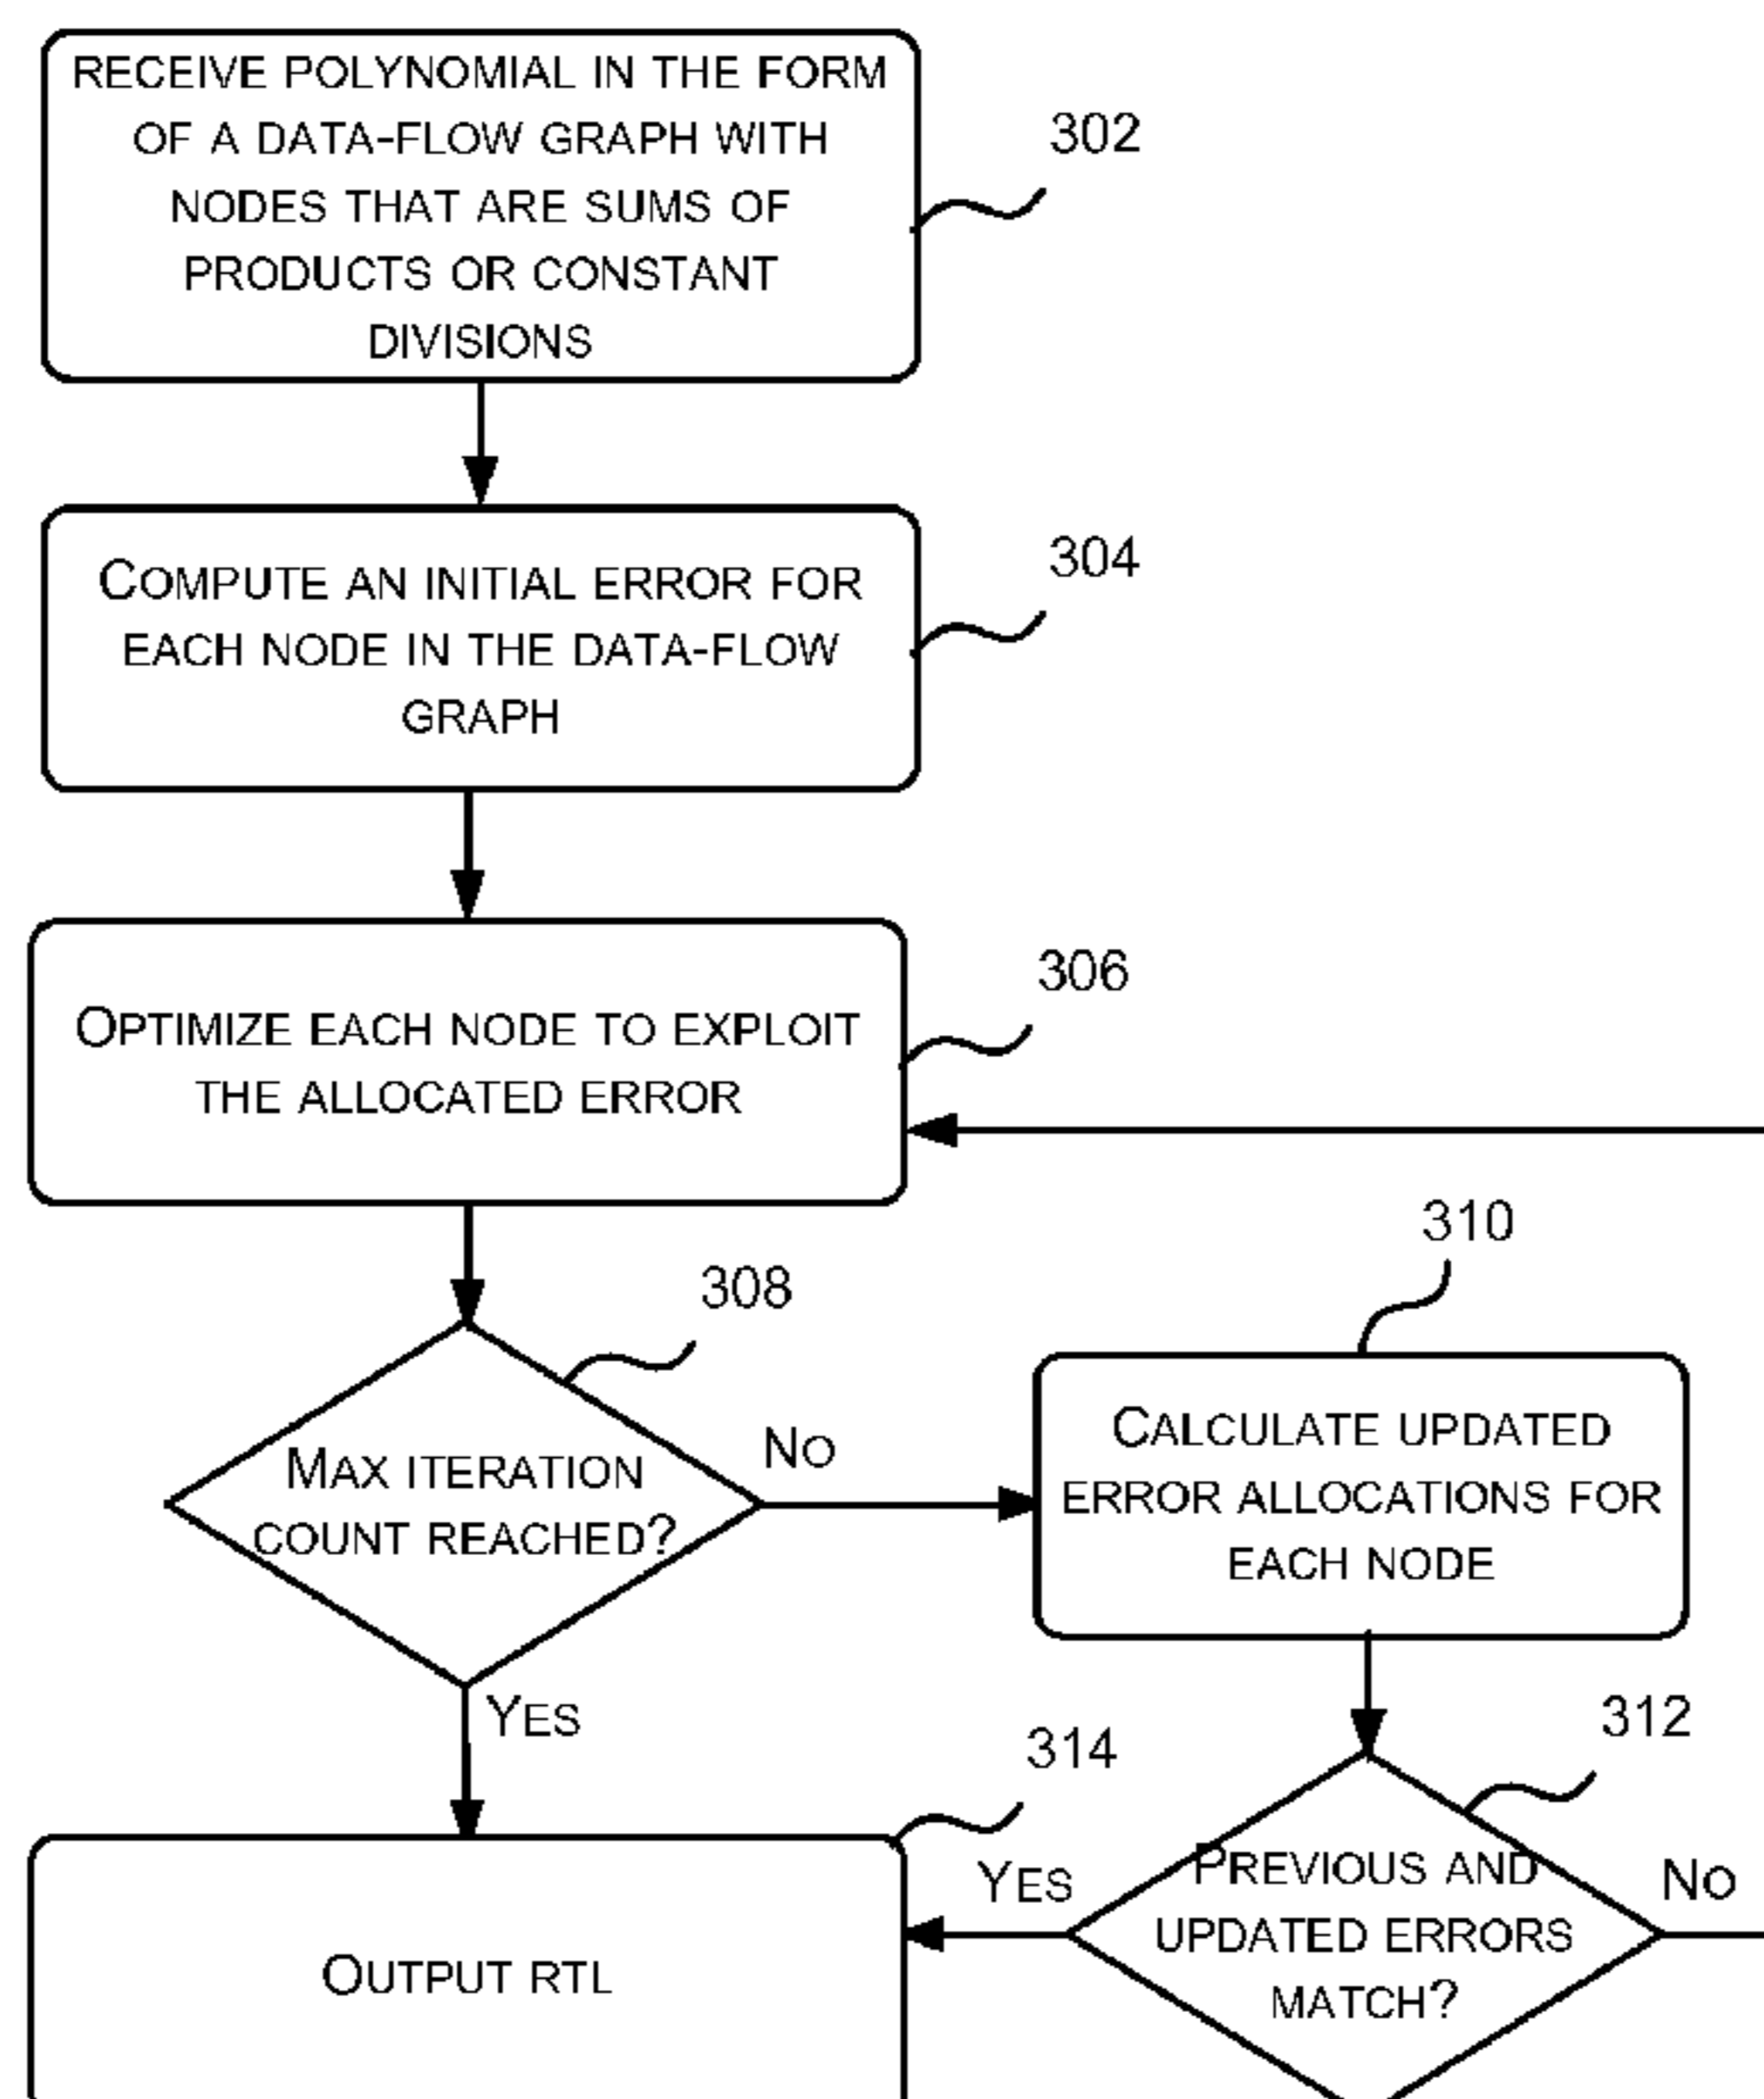 RECEIVE POLYNOMIAL IN THE FORM
OF A DATA-FLOW GRAPH WITH
NODES THAT ARE SUMS OF
PRODUCTS OR CONSTANT
DIVISIONS
302
COMPUTE AN INITIAL ERROR FOR
EACH NODE IN THE DATA-FLOW
GRAPH
304
OPTIMIZE EACH NODE TO EXPLOIT
THE ALLOCATED ERROR
306
MAX ITERATION
COUNT REACHED?
308
NO
YES
CALCULATE UPDATED
ERROR ALLOCATIONS FOR
EACH NODE
310
PREVIOUS AND
UPDATED ERRORS
MATCH?
312
YES
NO
OUTPUT RTL
314